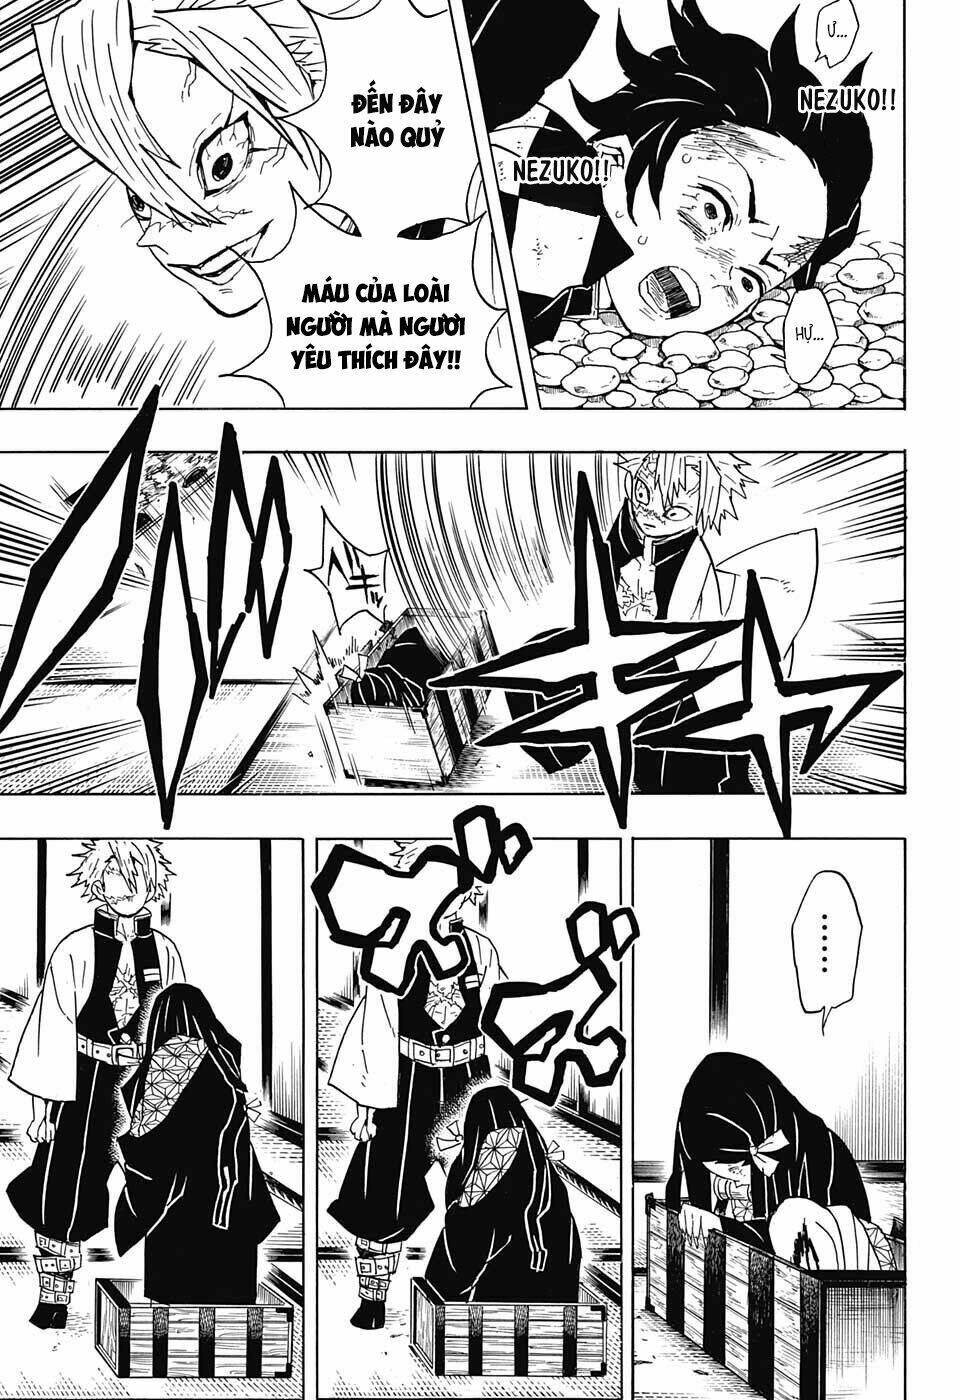 Ư...
NEZUKO!!
NEZUKO!!
HỰ...
ĐẾN ĐÂY
NÀO QUỶ
MÁU CỦA LOÀI
NGƯỜI MÀ NGƯƠI
YÊU THÍCH ĐÂY!!
......